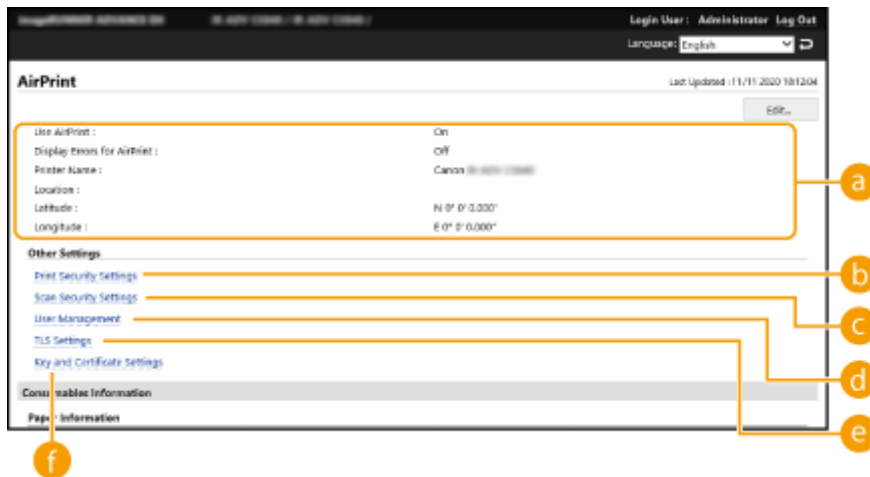 Login User : Administrator Log Out
Language: English
AirPrint
Last Updated : 11/11 2020 10:12:04
Edit...
Use AirPrint : On
Display Errors for AirPrint : Off
Printer Name : Canon
Location :
Latitude : N 0° 0' 0.000"
Longitude : E 0° 0' 0.000"
a
Other Settings
Print Security Settings
b
Scan Security Settings
c
User Management
d
TLS Settings
e
Key and Certificate Settings
f
Consumables Information
Paper Information